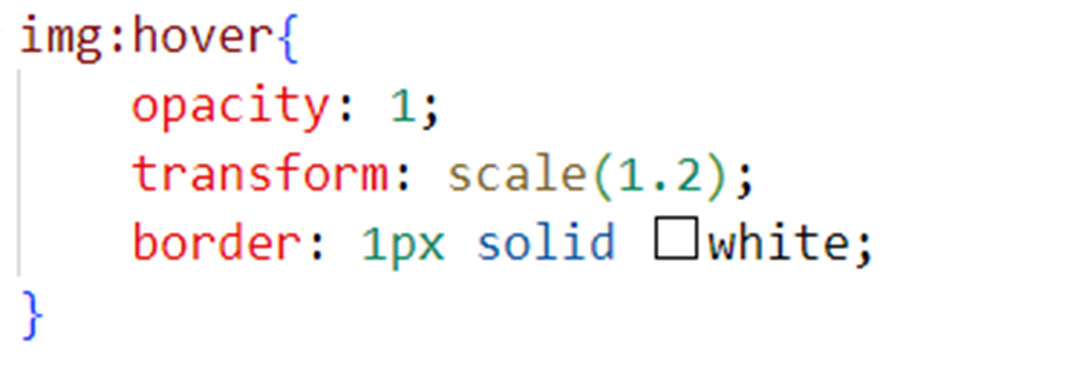 img:hover{
    opacity: 1;
    transform: scale(1.2);
    border: 1px solid white;
}